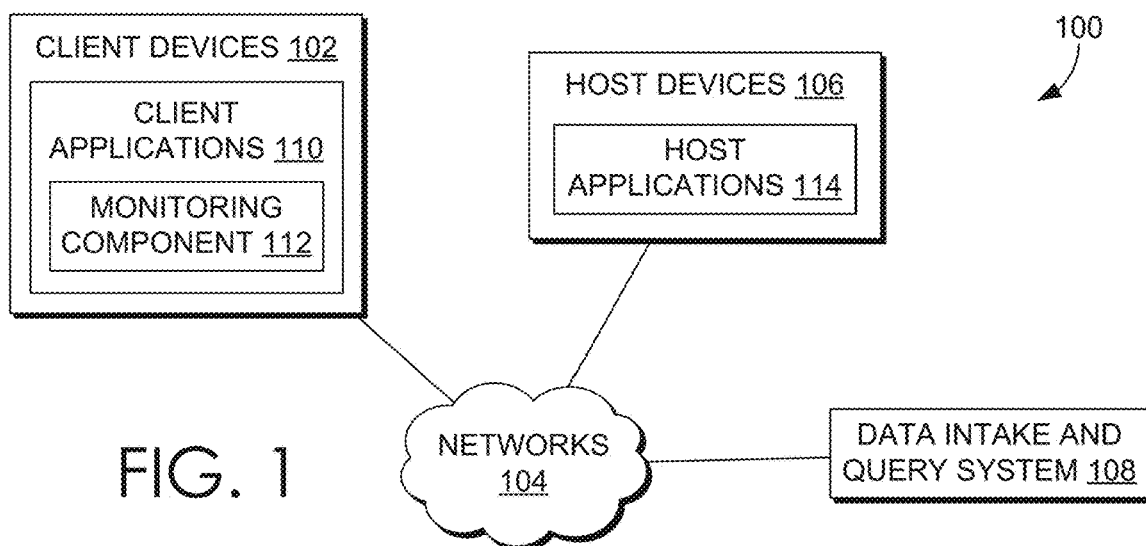 CLIENT DEVICES 102
CLIENT
APPLICATIONS 110
MONITORING
COMPONENT 112
HOST DEVICES 106
HOST
APPLICATIONS 114
100
NETWORKS
104
DATA INTAKE AND
QUERY SYSTEM 108
FIG. 1